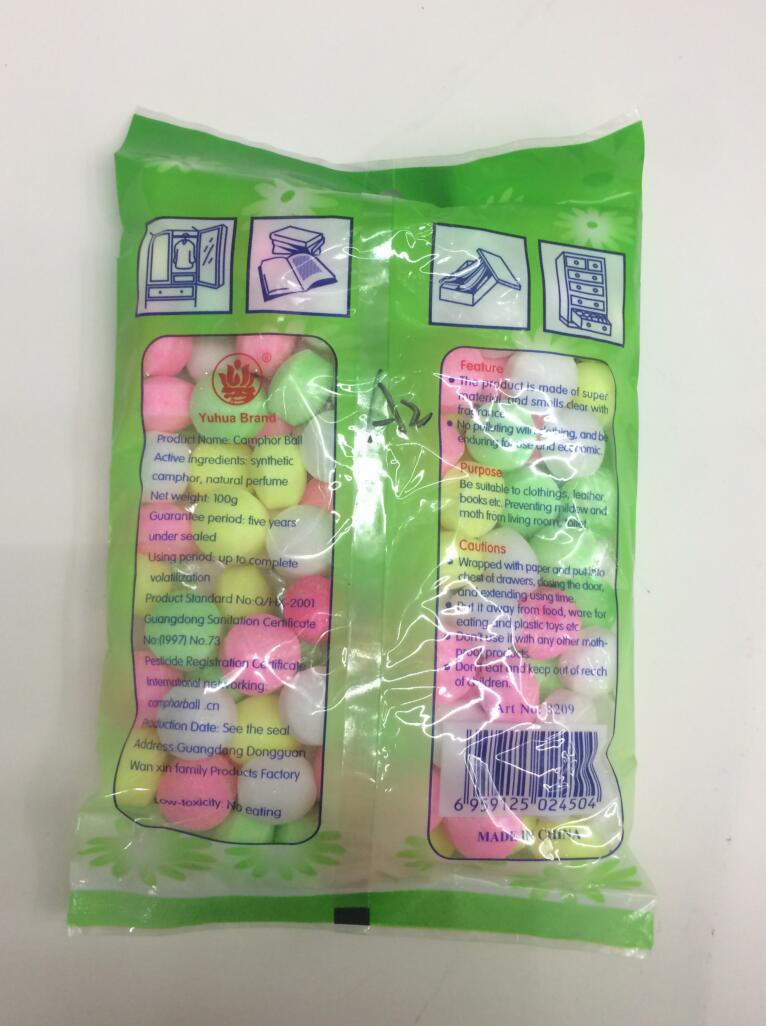 ®
Yuhua Brand
Product Name: Camphor Ball
Active ingredients: synthetic
camphor, natural perfume
Net weight: 100g
Guarantee period: five years
under sealed
Using period: up to complete
volatilization
Product Standard No:Q/HX-2001
Guangdong Sanitation Certificate
No:(1997) No.73
Pesticide Registration Certificate
International networking:
camphorball .cn
Production Date: See the seal
Address:Guangdang Dongguan
Wan xin family Products Factory
Low-toxicity: No eating
Feature
• The product is made of super
material and smells clear with
fragrance
• No polluting with clothing, and be
enduring for use and economic.
Purpose
Be suitable to clothings, leather,
books etc. Preventing mildew and
moth from living room, toilet
Cautions
• Wrapped with paper and put into
chest of drawers, closing the door,
and extending using time.
• Put it away from food, ware for
eating and plastic toys etc
• Don't use it with any other moth-
proof products.
• Don't eat and keep out of reach
of children.
Art No: 3209
6 959125 024504
MADE IN CHINA